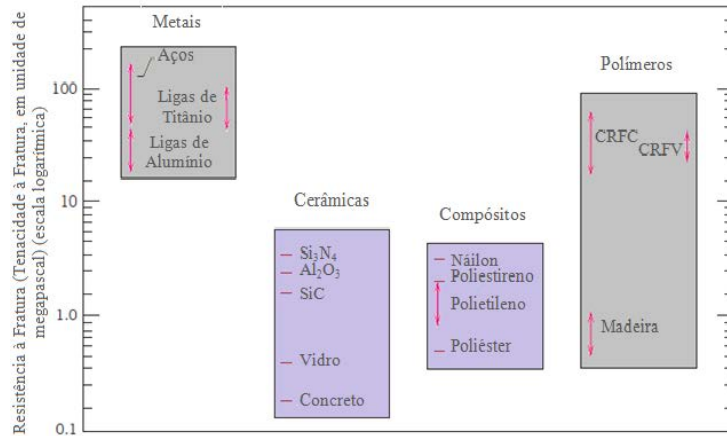 Resistência à Fratura (Tenacidade à Fratura, em unidade de
megapascal) (escala logarítmica)
100
10
1.0
0.1
Metais
Aços
Ligas de
Titânio
Ligas de
Alumínio
Cerâmicas
Si₃N₄
Al₂O₃
SiC
Vidro
Concreto
Compósitos
Náilon
Poliestireno
Polietileno
Poliéster
Polímeros
CRFC
CRFV
Madeira